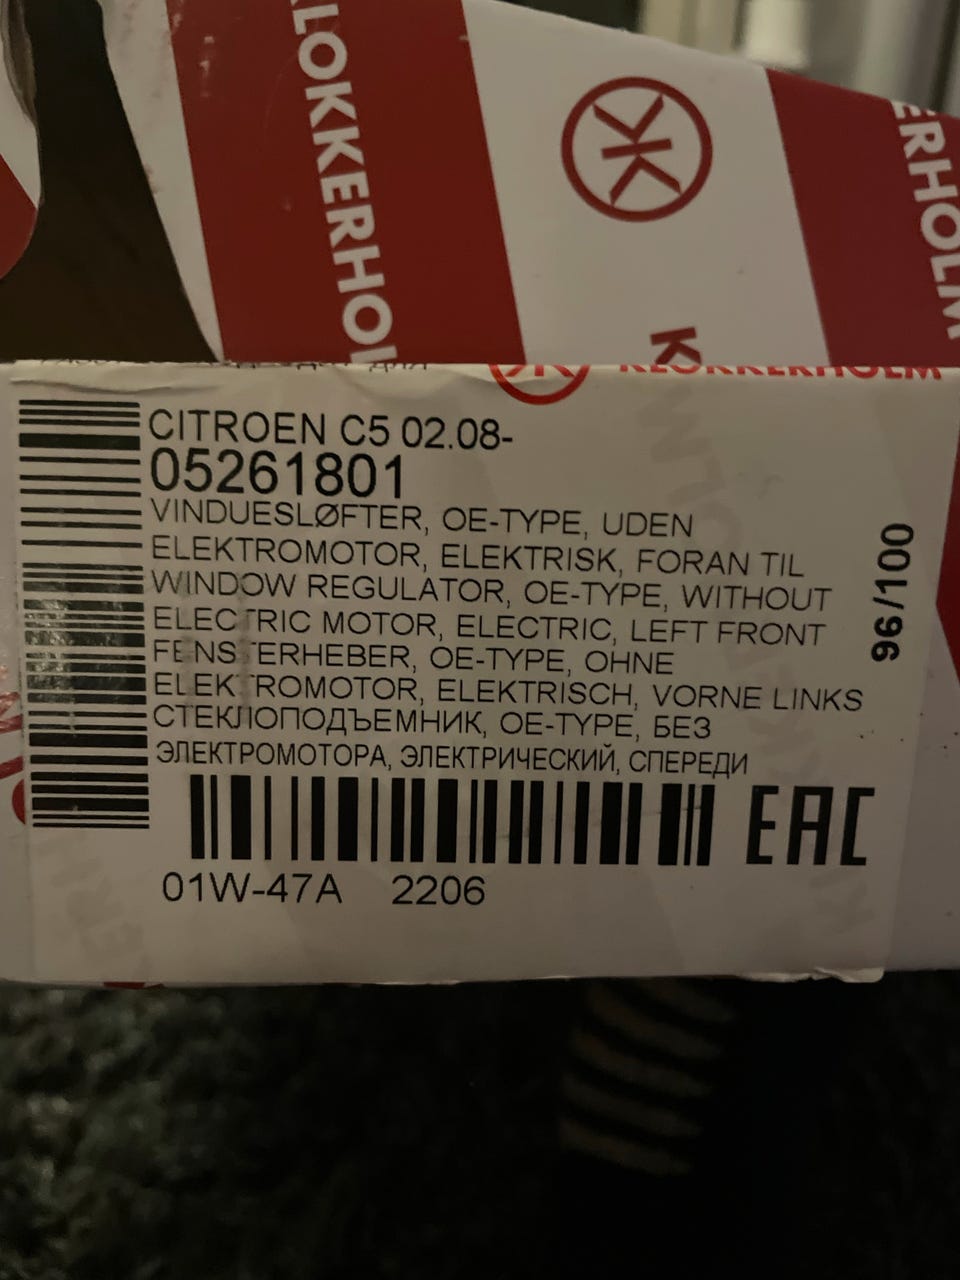 KLOKKERHOL
ERHOLM
K
KLOKKERHOLM
CITROEN C5 02.08-
05261801
VINDUESLØFTER, OE-TYPE, UDEN
ELEKTROMOTOR, ELEKTRISK, FORAN TIL
WINDOW REGULATOR, OE-TYPE, WITHOUT
ELECTRIC MOTOR, ELECTRIC, LEFT FRONT
FENSTERHEBER, OE-TYPE, OHNE
ELEKTROMOTOR, ELEKTRISCH, VORNE LINKS
СТЕКЛОПОДЪЕМНИК, OE-TYPE, БЕЗ
ЭЛЕКТРОМОТОРА, ЭЛЕКТРИЧЕСКИЙ, СПЕРЕДИ
96/100
EAC
01W-47A 2206